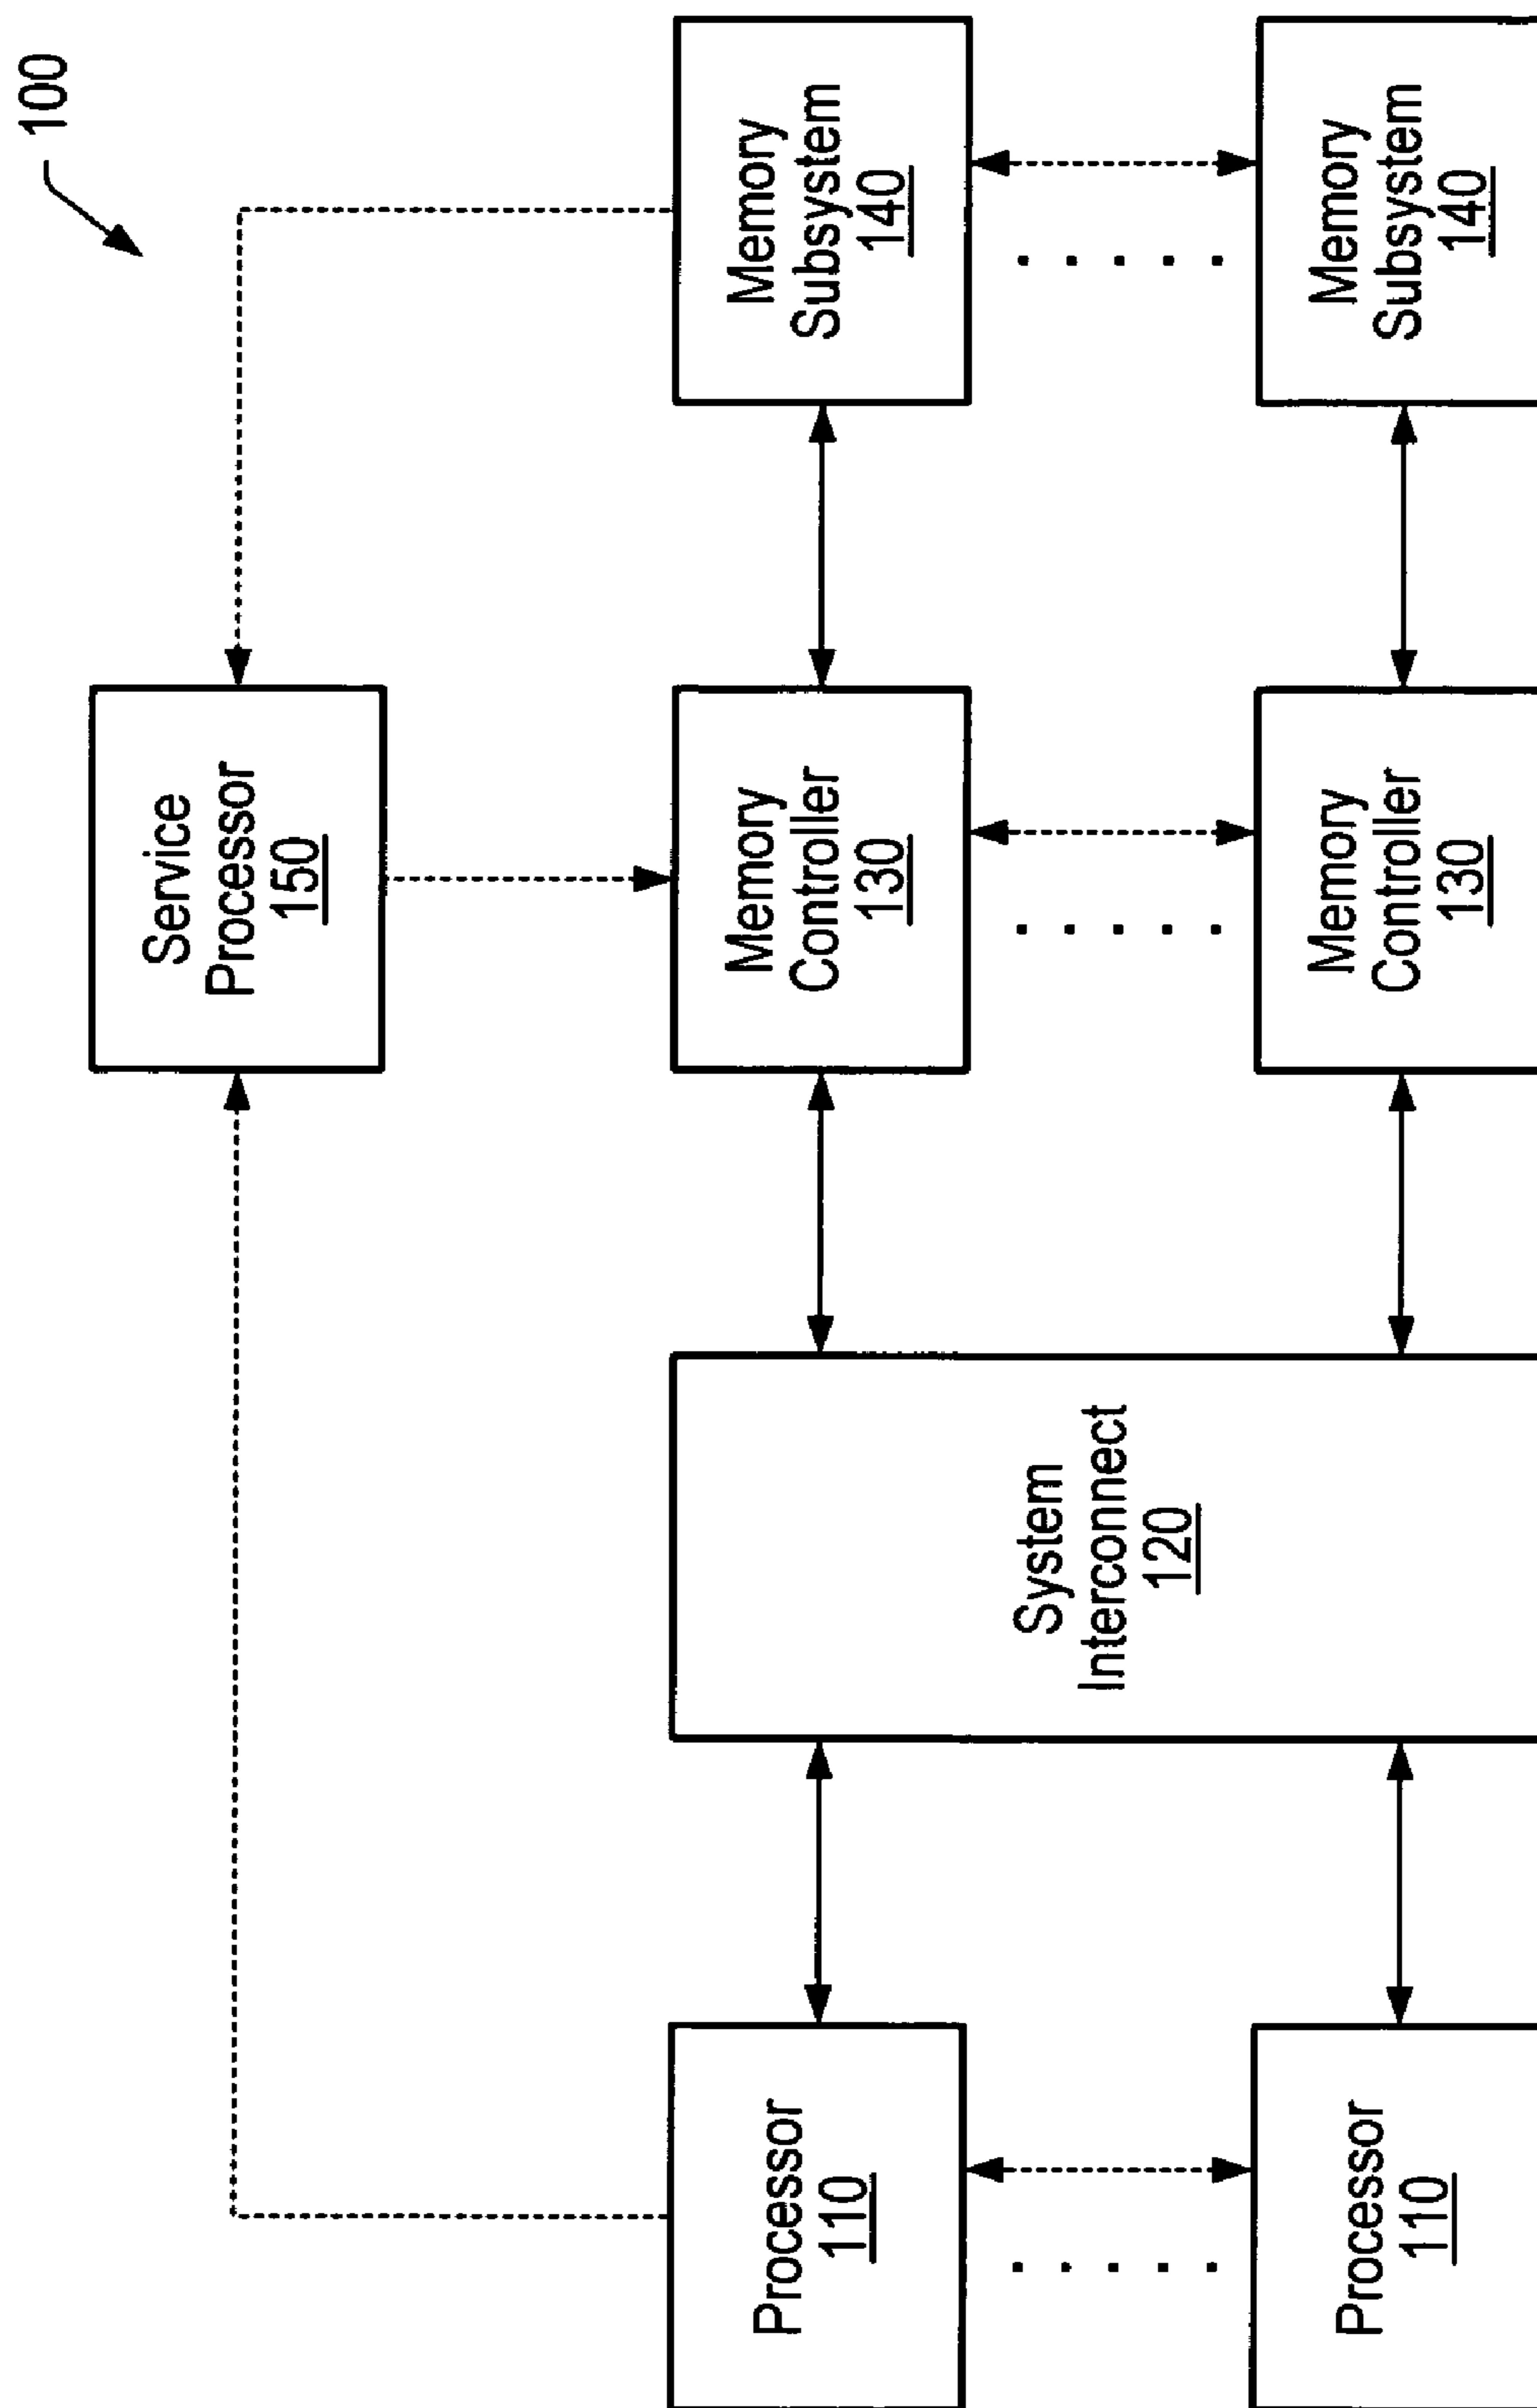 100
Service
Processor
150
Processor
110
System
Interconnect
120
Memory
Controller
130
Memory
Subsystem
140
Processor
110
Memory
Controller
130
Memory
Subsystem
140